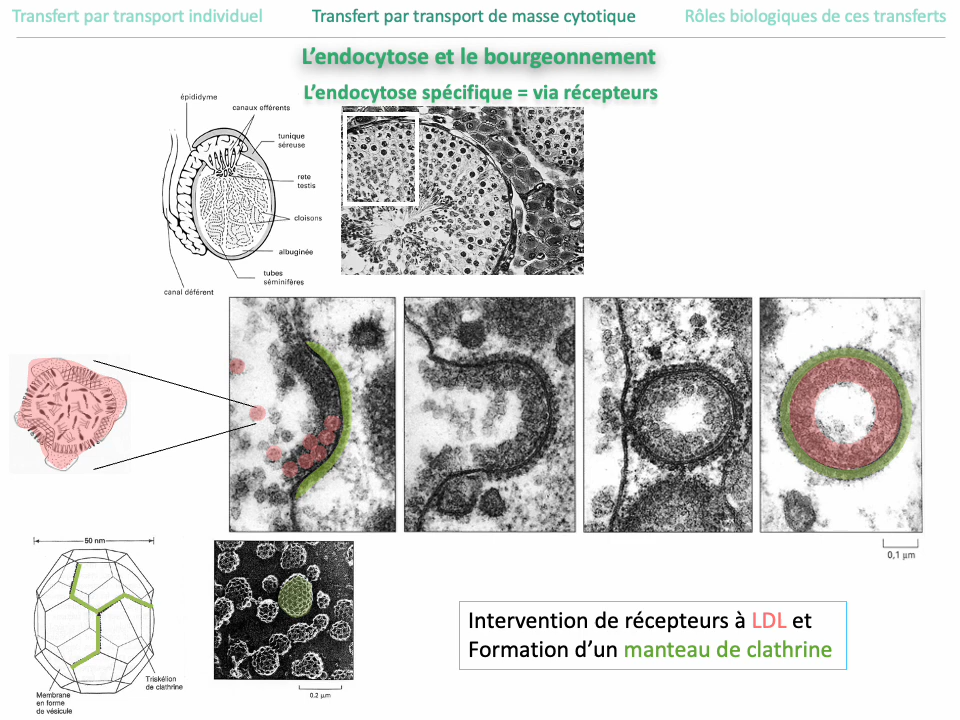 Transfert par transport individuel
Transfert par transport de masse cytotique
Rôles biologiques de ces transferts
L’endocytose et le bourgeonnement
L’endocytose spécifique = via récepteurs
épididyme
canaux efférents
tunique
séreuse
rete
testis
cloisons
albuginée
tubes
séminifères
canal déférent
0,1 µm
50 nm
Triskélion
de clathrine
Membrane
en forme
de vésicule
0.2 µm
Intervention de récepteurs à LDL et
Formation d’un manteau de clathrine